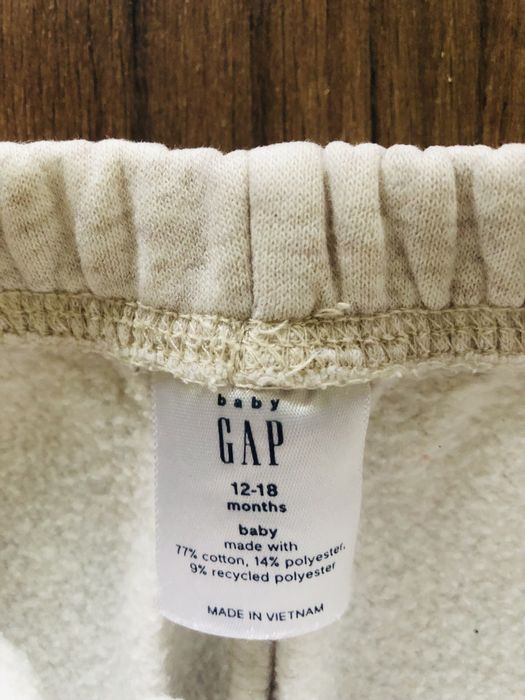 baby
GAP
12-18
months
baby
made with
77% cotton, 14% polyester,
9% recycled polyester
MADE IN VIETNAM